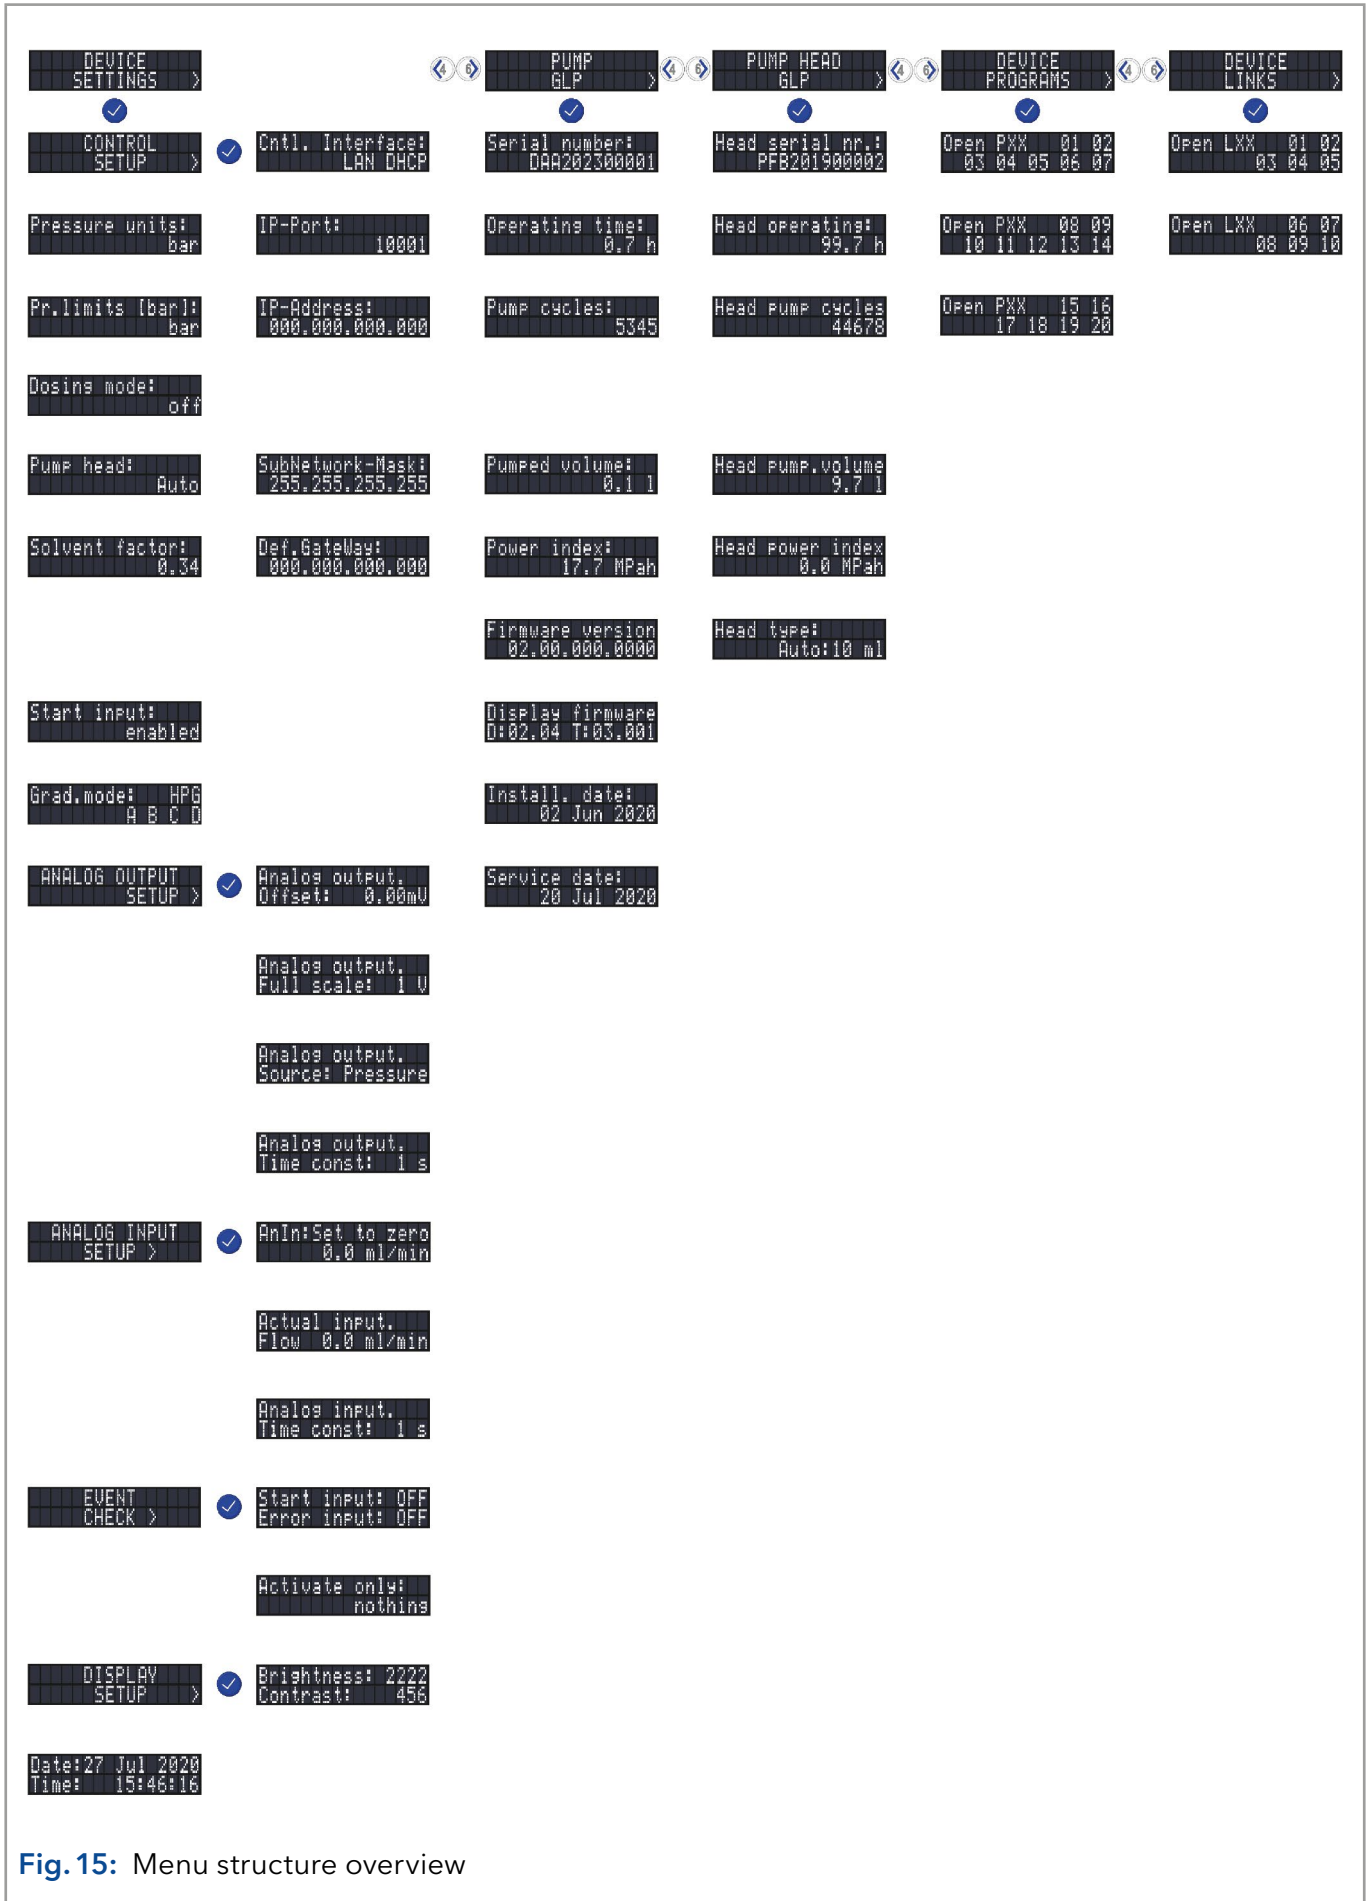 DEVICE
SETTINGS >
4 6
PUMP
GLP >
4 6
PUMP HEAD
GLP >
4 6
DEVICE
PROGRAMS >
4 6
DEVICE
LINKS >
CONTROL
SETUP >
Cntl. Interface:
LAN DHCP
Serial number:
DAA202300001
Head serial nr.:
PFB201900002
Open PXX 01 02
03 04 05 06 07
Open LXX 01 02
03 04 05
Pressure units:
bar
IP-Port:
10001
Operating time:
0.7 h
Head operating:
99.7 h
Open PXX 08 09
10 11 12 13 14
Open LXX 06 07
08 09 10
Pr.limits [bar]:
bar
IP-Address:
000.000.000.000
Pump cycles:
5345
Head pump cycles
44678
Open PXX 15 16
17 18 19 20
Dosing mode:
off
Pump head:
Auto
SubNetwork-Mask:
255.255.255.255
Pumped volume:
0.1 l
Head pump.volume
9.7 l
Solvent factor:
0.34
Def.GateWay:
000.000.000.000
Power index:
17.7 MPah
Head power index
0.0 MPah
Firmware version
02.00.000.0000
Head type:
Auto:10 ml
Start input:
enabled
Display firmware
D:02.04 T:03.001
Grad.mode: HPG
A B C D
Install. date:
02 Jun 2020
ANALOG OUTPUT
SETUP >
Analog output.
Offset: 0.00mV
Service date:
20 Jul 2020
Analog output.
Full scale: 1 V
Analog output.
Source: Pressure
Analog output.
Time const: 1 s
ANALOG INPUT
SETUP >
AnIn:Set to zero
0.0 ml/min
Actual input.
Flow 0.0 ml/min
Analog input.
Time const: 1 s
EVENT
CHECK >
Start input: OFF
Error input: OFF
Activate only:
nothing
DISPLAY
SETUP >
Brightness: 2222
Contrast: 456
Date:27 Jul 2020
Time: 15:46:16
Fig. 15: Menu structure overview